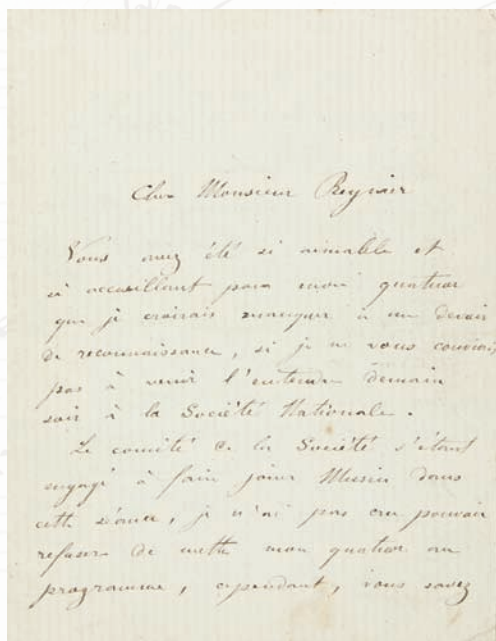 Cher Monsieur Reynier
Vous avez été si aimable et
si accueillant pour mon quatuor
que je croirais manquer à un devoir
de reconnaissance, si je ne vous conviais
pas à venir l'entendre demain
soir à la Société Nationale.
Le comité de la Société s'étant
engagé à faire jouer Musin dans
cette séance, je n'ai pas cru pouvoir
refuser de mettre mon quatuor au
programme, cependant, vous savez